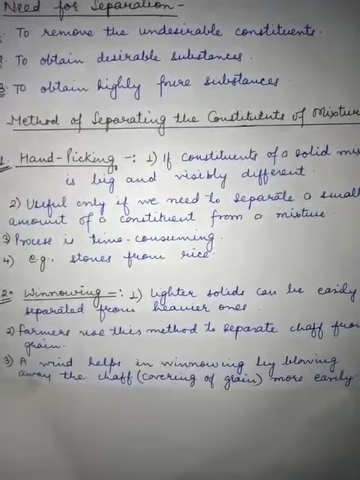 Need for Separation -
To remove the undesirable constituents.
2. To obtain desirable substances.
3. To obtain highly pure substances
Method of Separating the Constituents of Mixture
1. Hand-Picking -: 1) If constituents of a solid mix
is big and visibly different.
2) Useful only if we need to separate a small
amount of a constituent from a mixture
3) Process is time-consuming.
4) e.g. stones from rice.
2. Winnowing -: 1) Lighter solids can be easily
separated from heavier ones.
2) Farmers use this method to separate chaff from
grain.
3) A wind helps in winnowing by blowing
away the chaff (covering of grain) more easily.